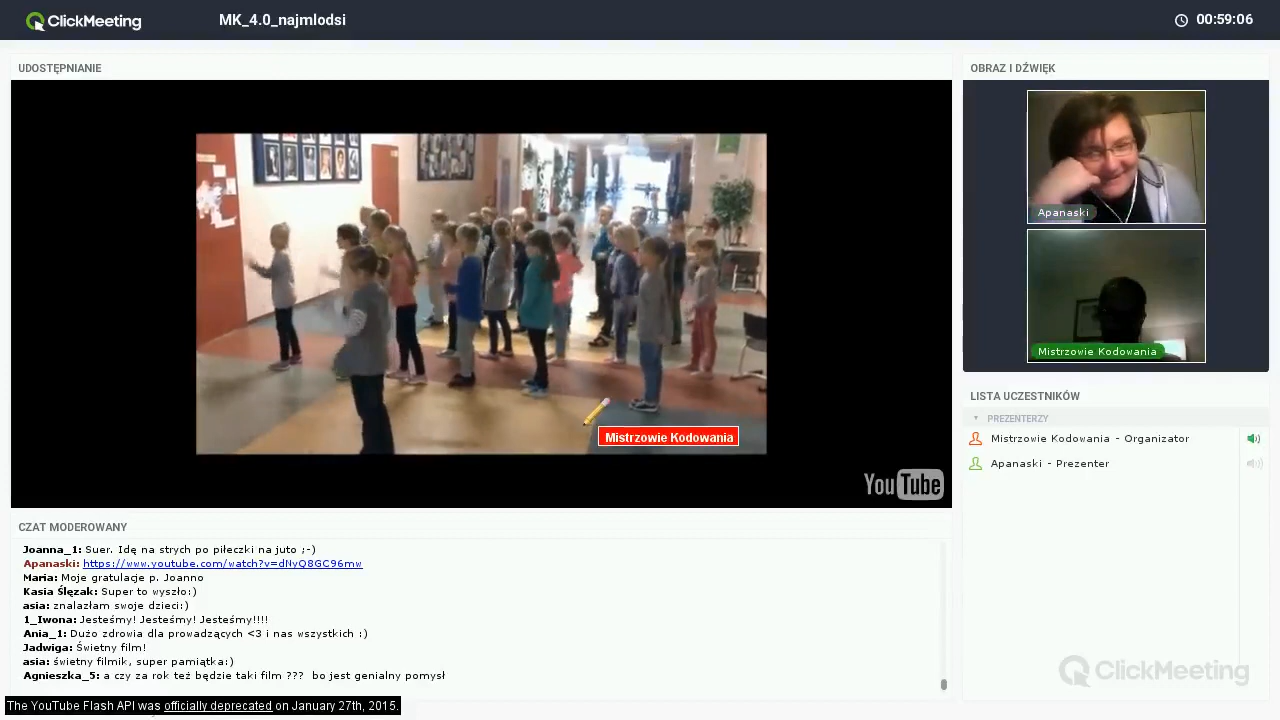 ClickMeeting
MK_4.0_najmlodsi
00:59:06
UDOSTĘPNIANIE
Mistrzowie Kodowania
YouTube
CZAT MODEROWANY
Joanna_1: Suer. Idę na strych po piłeczki na juto ;-)
Apanaski: https://www.youtube.com/watch?v=dNyQ8GC96mw
Maria: Moje gratulacje p. Joanno
Kasia Ślęzak: Super to wyszło:)
asia: znalazłam swoje dzieci:)
1_Iwona: Jesteśmy! Jesteśmy! Jesteśmy!!!!
Ania_1: Dużo zdrowia dla prowadzących <3 i nas wszystkich :)
Jadwiga: Świetny film!
asia: świetny filmik, super pamiątka:)
Agnieszka_5: a czy za rok też będzie taki film ??? bo jest genialny pomysł
The YouTube Flash API was officially deprecated on January 27th, 2015.
OBRAZ I DŹWIĘK
Apanaski
Mistrzowie Kodowania
LISTA UCZESTNIKÓW
PREZENTERZY
Mistrzowie Kodowania - Organizator
Apanaski - Prezenter
ClickMeeting